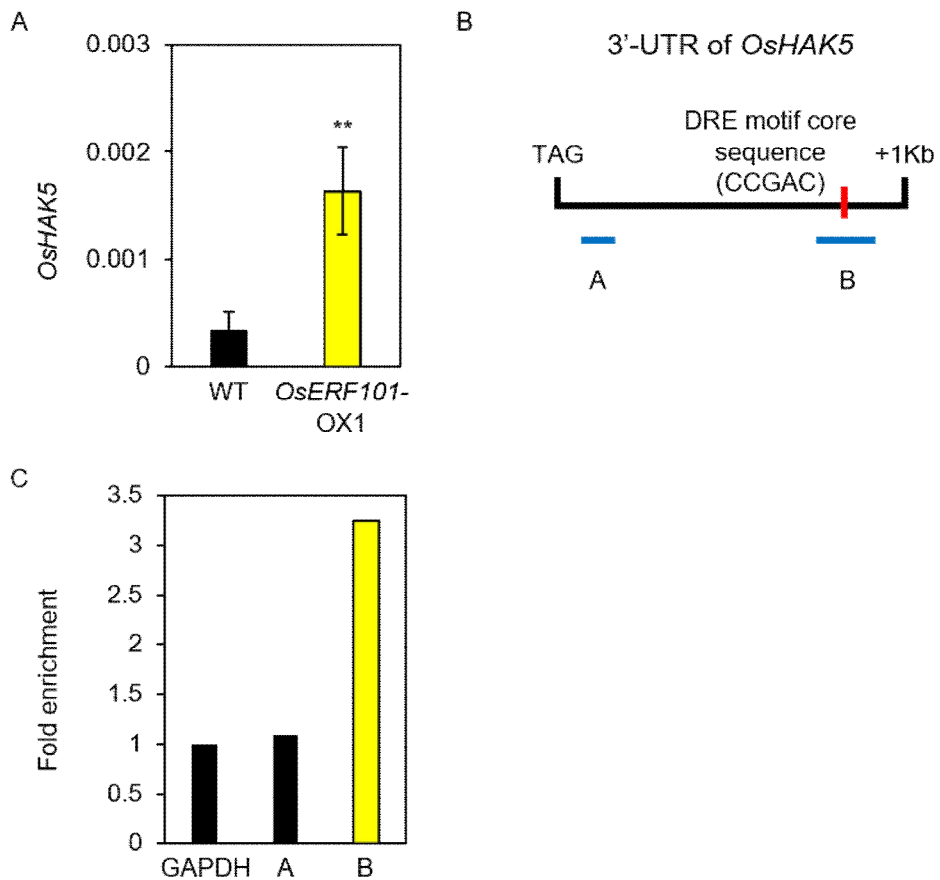 A
0.003
0.002
0.001
0
OsHAK5
**
WT
OsERF101-
OX1
B
3'-UTR of OsHAK5
DRE motif core
sequence
(CCGAC)
TAG
+1Kb
A
B
C
3.5
3
2.5
2
1.5
1
0.5
0
Fold enrichment
GAPDH
A
B